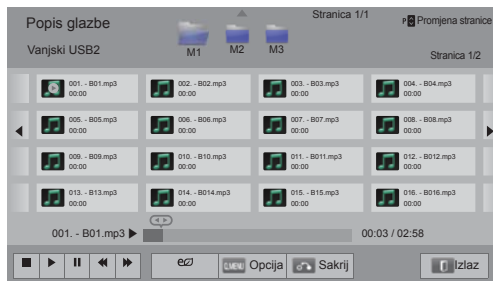 Popis glazbe
Stranica 1/1
P Promjena stranice
Vanjski USB2
M1 M2 M3
Stranica 1/2
001. - B01.mp3 002. - B02.mp3 003. - B03.mp3 004. - B04.mp3
00:00 00:00 00:00 00:00
005. - B05.mp3 006. - B06.mp3 007. - B07.mp3 008. - B08.mp3
00:00 00:00 00:00 00:00
009. - B09.mp3 010. - B10.mp3 011. - B011.mp3 012. - B012.mp3
00:00 00:00 00:00 00:00
013. - B13.mp3 014. - B014.mp3 015. - B15.mp3 016. - B016.mp3
00:00 00:00 00:00 00:00
001. - B01.mp3 00:03 / 02:58
Q.MENU Opcija Sakrij Izlaz